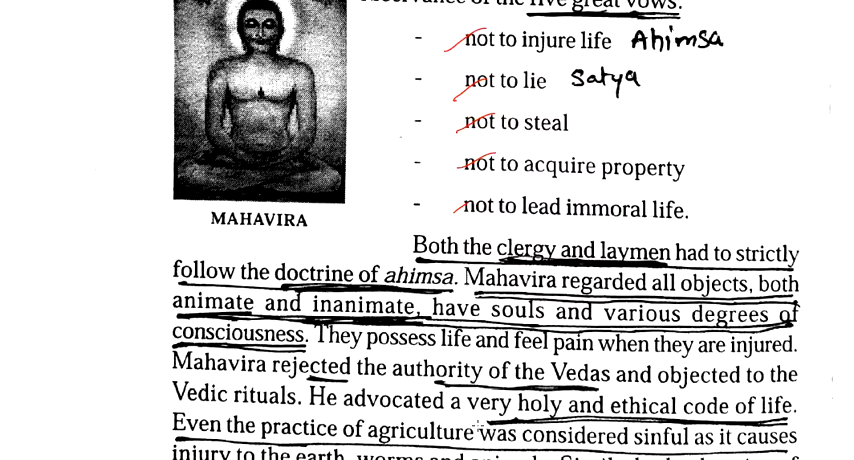 five great vows.
- not to injure life Ahimsa
- not to lie Satya
- not to steal
- not to acquire property
- not to lead immoral life.
MAHAVIRA
Both the clergy and laymen had to strictly
follow the doctrine of ahimsa. Mahavira regarded all objects, both
animate and inanimate, have souls and various degrees of
consciousness. They possess life and feel pain when they are injured.
Mahavira rejected the authority of the Vedas and objected to the
Vedic rituals. He advocated a very holy and ethical code of life.
Even the practice of agriculture was considered sinful as it causes
injury to the earth, worms and